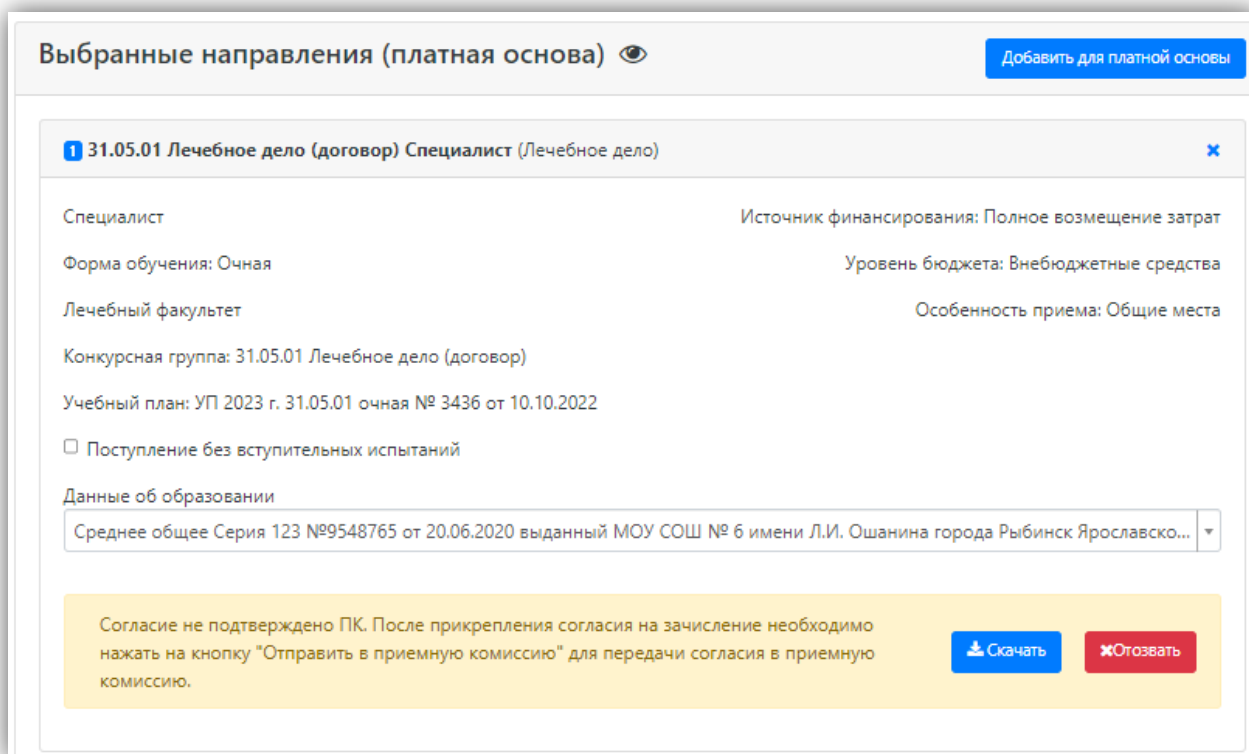 Выбранные направления (платная основа)
Добавить для платной основы
1 31.05.01 Лечебное дело (договор) Специалист (Лечебное дело)
Специалист
Источник финансирования: Полное возмещение затрат
Форма обучения: Очная
Уровень бюджета: Внебюджетные средства
Лечебный факультет
Особенность приема: Общие места
Конкурсная группа: 31.05.01 Лечебное дело (договор)
Учебный план: УП 2023 г. 31.05.01 очная № 3436 от 10.10.2022
Поступление без вступительных испытаний
Данные об образовании
Среднее общее Серия 123 №9548765 от 20.06.2020 выданный МОУ СОШ № 6 имени Л.И. Ошанина города Рыбинск Ярославско...
Согласие не подтверждено ПК. После прикрепления согласия на зачисление необходимо
нажать на кнопку "Отправить в приемную комиссию" для передачи согласия в приемную
комиссию.
Скачать
Отозвать